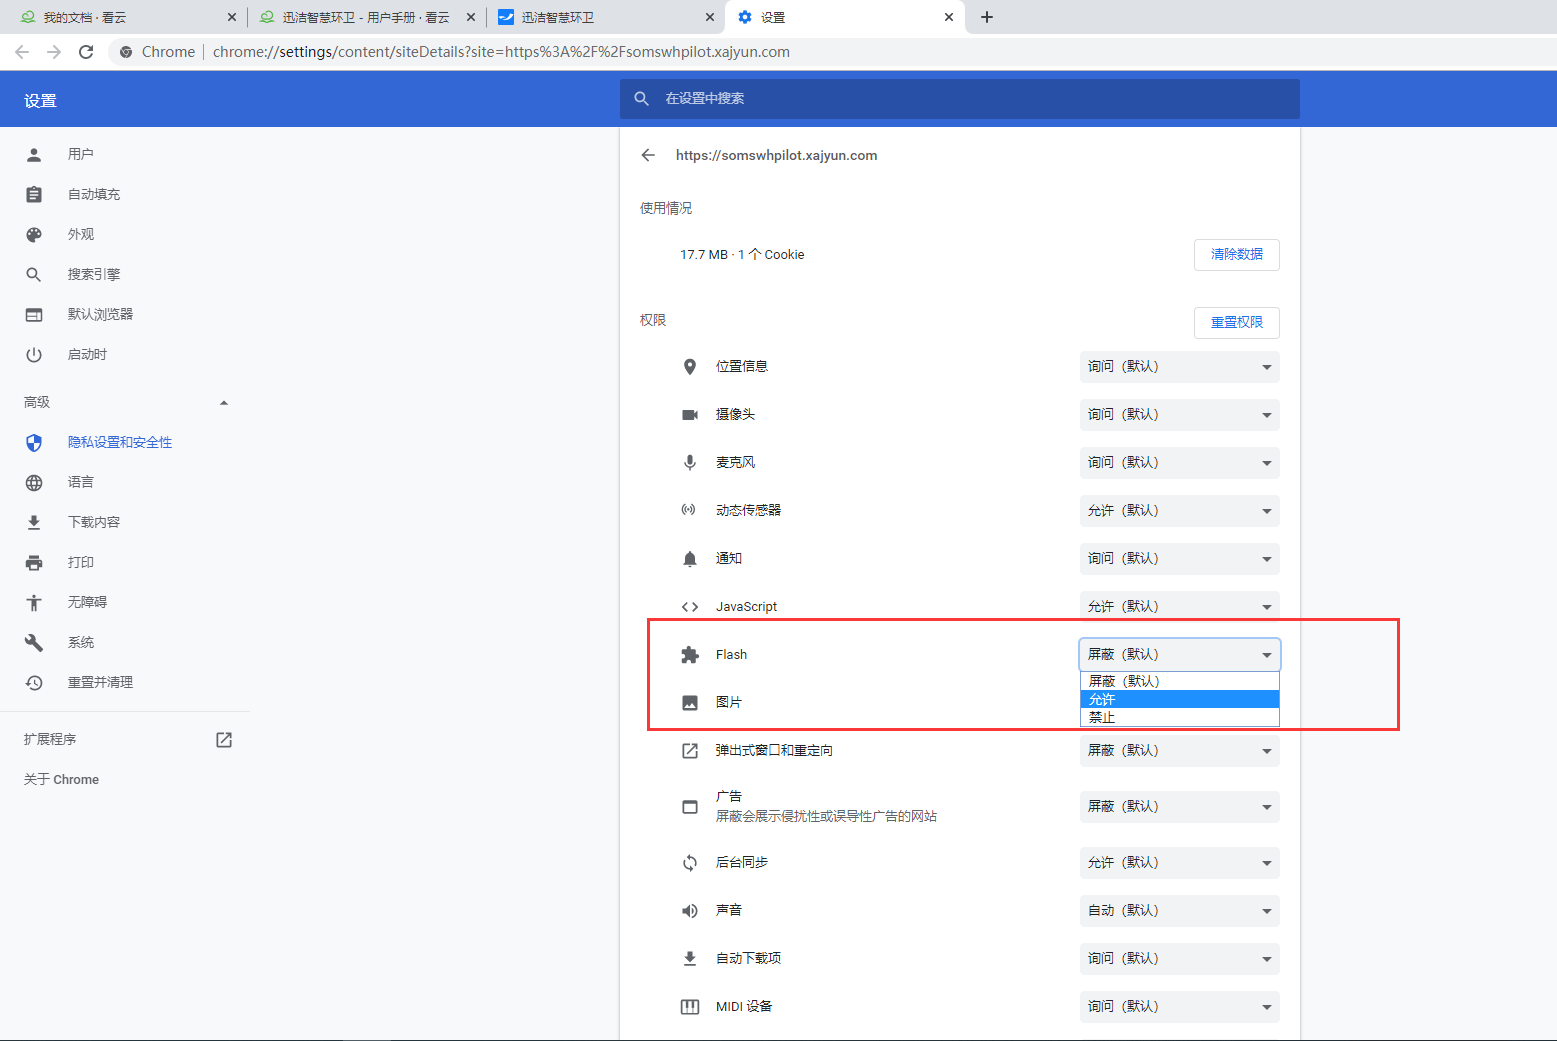 我的文档 · 看云
迅洁智慧环卫 - 用户手册 · 看云
迅洁智慧环卫
设置
Chrome
chrome://settings/content/siteDetails?site=https%3A%2F%2Fsomswhpilot.xajyun.com
设置
在设置中搜索
用户
自动填充
外观
搜索引擎
默认浏览器
启动时
高级
隐私设置和安全性
语言
下载内容
打印
无障碍
系统
重置并清理
扩展程序
关于 Chrome
https://somswhpilot.xajyun.com
使用情况
17.7 MB · 1 个 Cookie
清除数据
权限
重置权限
位置信息
询问（默认）
摄像头
询问（默认）
麦克风
询问（默认）
动态传感器
允许（默认）
通知
询问（默认）
JavaScript
允许（默认）
Flash
屏蔽（默认）
屏蔽（默认）
允许
禁止
图片
弹出式窗口和重定向
屏蔽（默认）
广告
屏蔽会展示侵扰性或误导性广告的网站
屏蔽（默认）
后台同步
允许（默认）
声音
自动（默认）
自动下载项
询问（默认）
MIDI 设备
询问（默认）